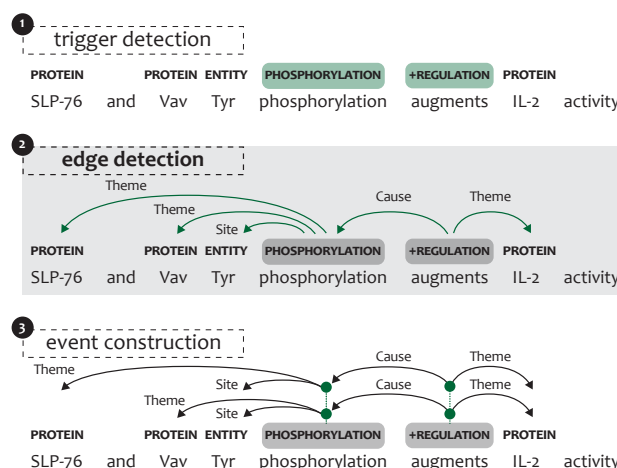 1
trigger detection
PROTEIN PROTEIN ENTITY PHOSPHORYLATION +REGULATION PROTEIN
SLP-76 and Vav Tyr phosphorylation augments IL-2 activity
2
edge detection
Theme
Theme
Site
Cause
Theme
PROTEIN PROTEIN ENTITY PHOSPHORYLATION +REGULATION PROTEIN
SLP-76 and Vav Tyr phosphorylation augments IL-2 activity
3
event construction
Theme
Site
Cause
Theme
Theme
Site
Cause
Theme
PROTEIN PROTEIN ENTITY PHOSPHORYLATION +REGULATION PROTEIN
SLP-76 and Vav Tyr phosphorylation augments IL-2 activity